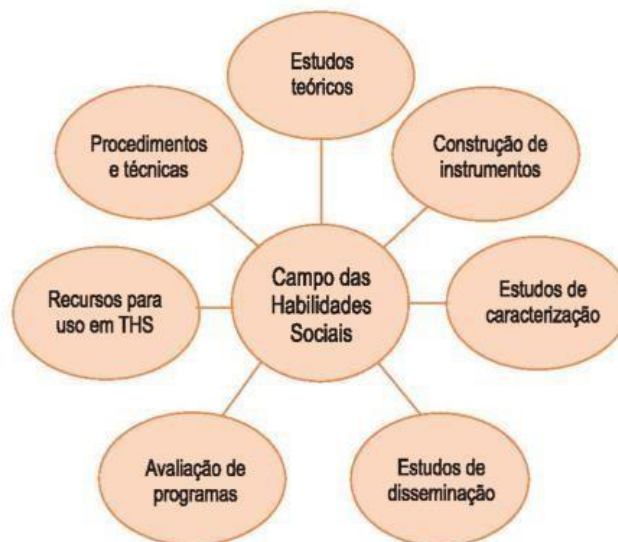 Estudos
teóricos
Procedimentos
e técnicas
Construção de
instrumentos
Campo das
Habilidades
Sociais
Recursos para
uso em THS
Estudos de
caracterização
Avaliação de
programas
Estudos de
disseminação